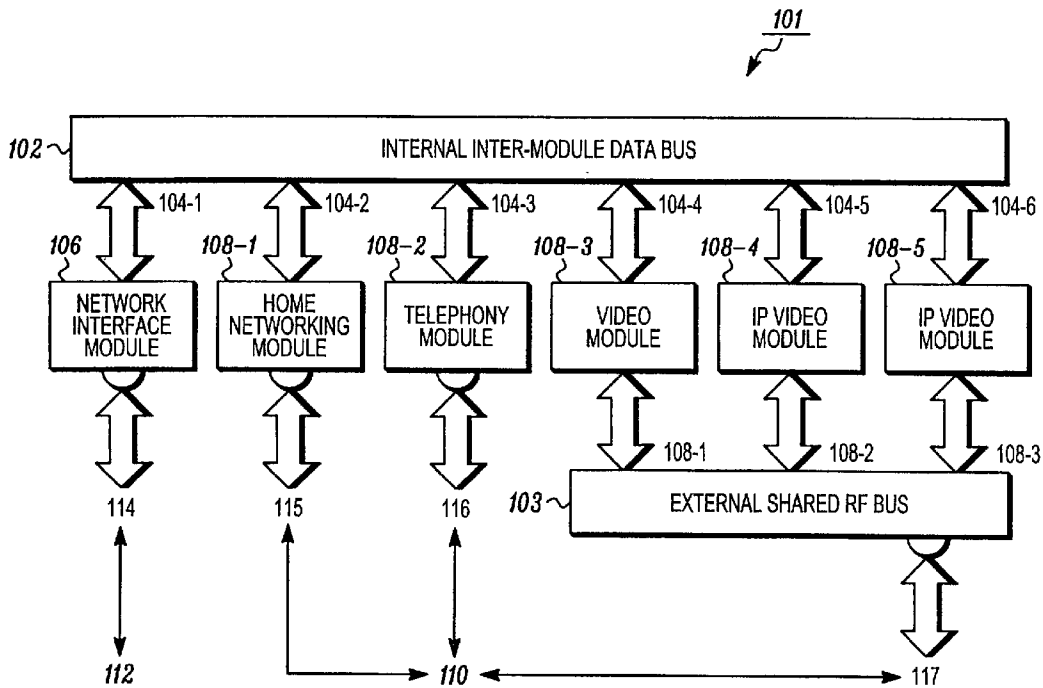 101
102
INTERNAL INTER-MODULE DATA BUS
104-1
104-2
104-3
104-4
104-5
104-6
106
108-1
108-2
108-3
108-4
108-5
NETWORK
INTERFACE
MODULE
HOME
NETWORKING
MODULE
TELEPHONY
MODULE
VIDEO
MODULE
IP VIDEO
MODULE
IP VIDEO
MODULE
108-1
108-2
108-3
103
EXTERNAL SHARED RF BUS
114
115
116
112
110
117